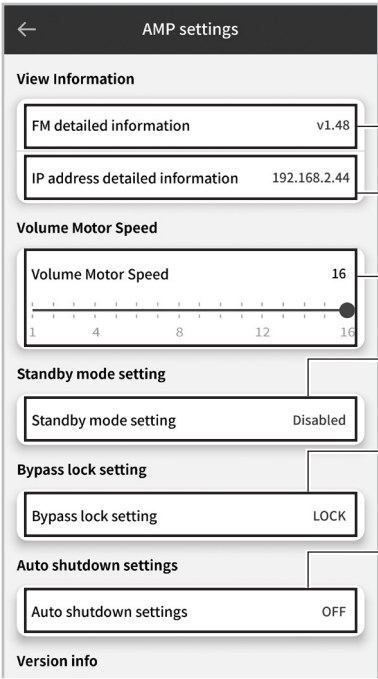 AMP settings
View Information
FM detailed information v1.48
IP address detailed information 192.168.2.44
Volume Motor Speed
Volume Motor Speed 16
1 4 8 12 16
Standby mode setting
Standby mode setting Disabled
Bypass lock setting
Bypass lock setting LOCK
Auto shutdown settings
Auto shutdown settings OFF
Version info